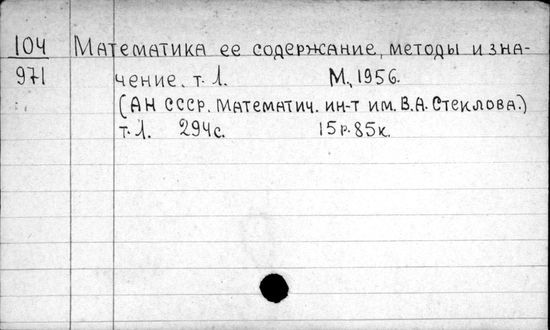 104 Математика ее содержание, методы и зна-
971 чение. т. 1. М., 1956.
(АН СССР. Математич. ин-т им. В.А. Стеклова.)
т. 1. 294с. 15р. 85к.